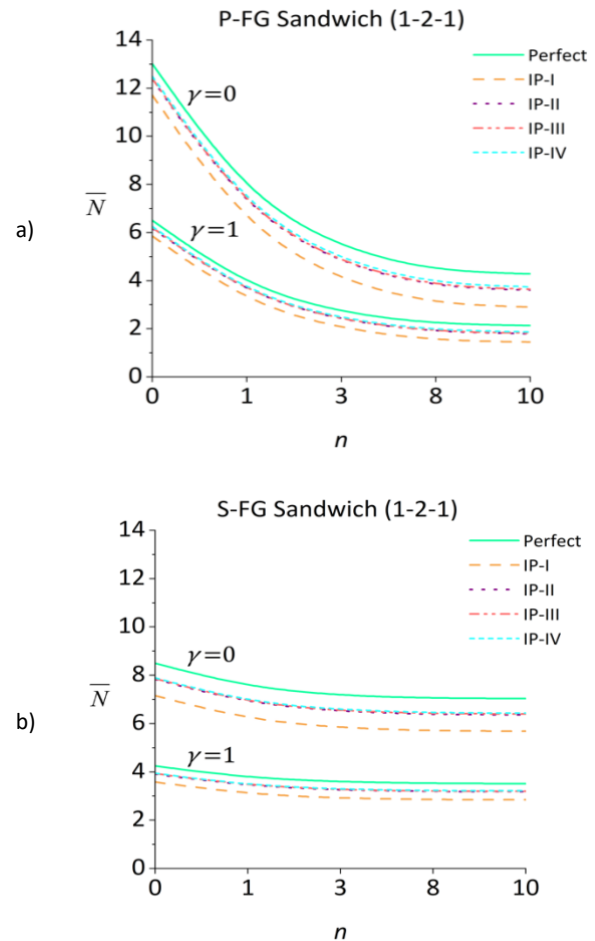 P-FG Sandwich (1-2-1)
14
12
10
8
6
4
2
0
N̅
a)
γ=0
γ=1
Perfect
IP-I
IP-II
IP-III
IP-IV
0 1 3 8 10
n
S-FG Sandwich (1-2-1)
14
12
10
8
6
4
2
0
N̅
b)
γ=0
γ=1
Perfect
IP-I
IP-II
IP-III
IP-IV
0 1 3 8 10
n